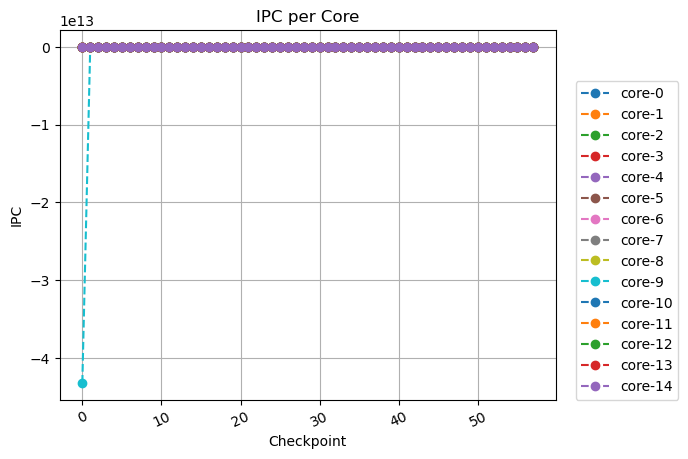 IPC per Core
1e13
0
−1
−2
−3
−4
IPC
0
10
20
30
40
50
Checkpoint
core-0
core-1
core-2
core-3
core-4
core-5
core-6
core-7
core-8
core-9
core-10
core-11
core-12
core-13
core-14